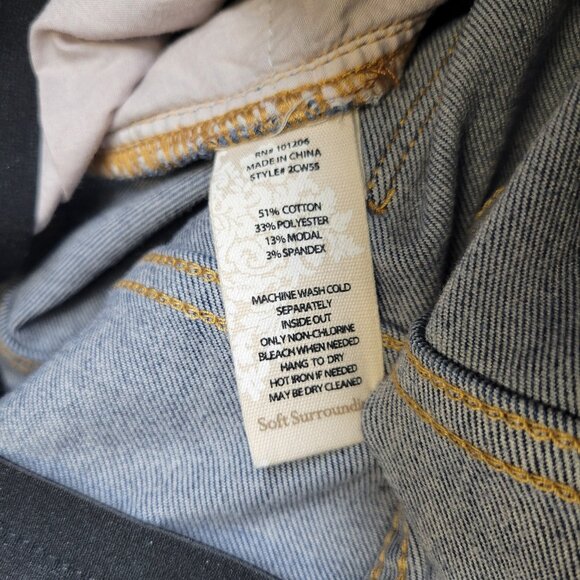 RN# 101206
MADE IN CHINA
STYLE# 2CW55
51% COTTON
33% POLYESTER
13% MODAL
3% SPANDEX
MACHINE WASH COLD
SEPARATELY
INSIDE OUT
ONLY NON-CHLORINE
BLEACH WHEN NEEDED
HANG TO DRY
HOT IRON IF NEEDED
MAY BE DRY CLEANED
Soft Surroundi